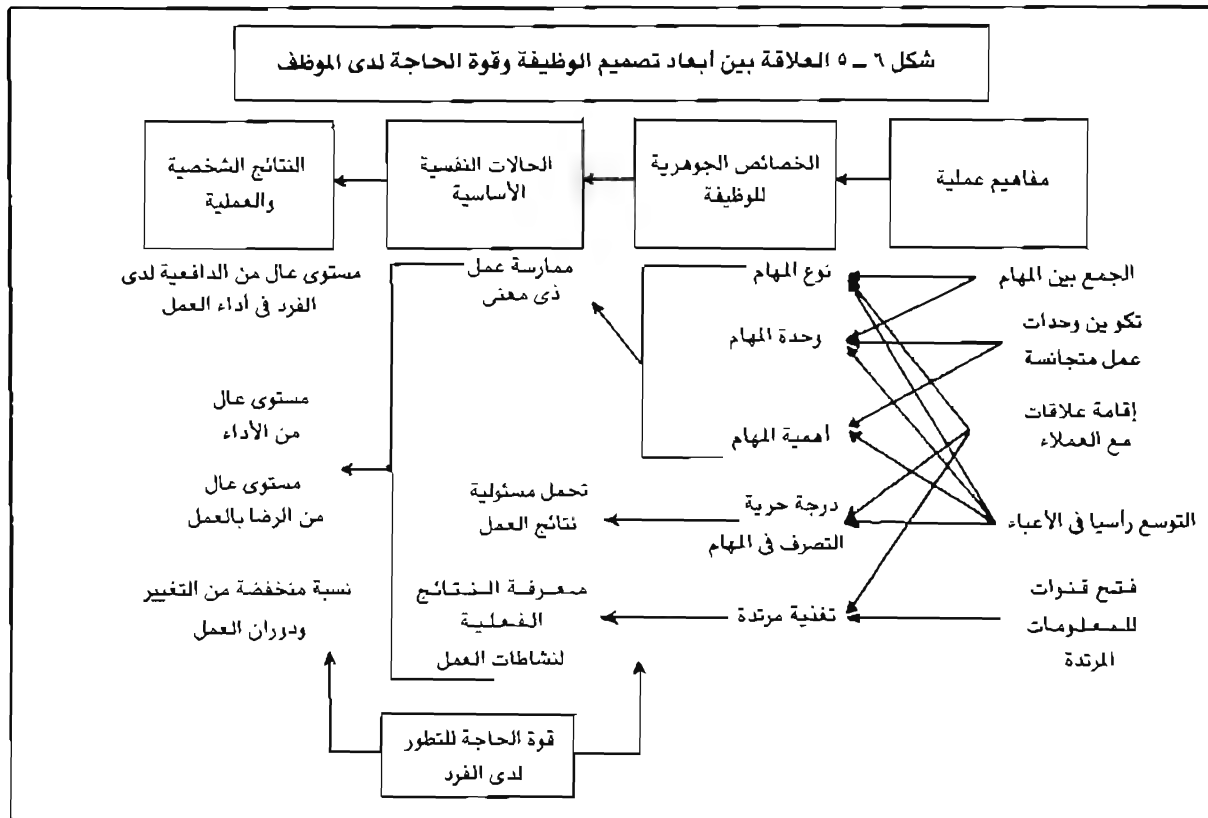 شكل ٦ – ٥ العلاقة بين أبعاد تصميم الوظيفة وقوة الحاجة لدى الموظف
مفاهيم عملية
الخصائص الجوهرية
للوظيفة
الحالات النفسية
الأساسية
النتائج الشخصية
والعملية
الجمع بين المهام
تكوين وحدات
عمل متجانسة
إقامة علاقات
مع العملاء
التوسع رأسيا فى الأعباء
فتح قنوات
للمعلومات
المرتدة
نوع المهام
وحدة المهام
أهمية المهام
درجة حرية
التصرف فى المهام
تغذية مرتدة
ممارسة عمل
ذى معنى
تحمل مسئولية
نتائج العمل
معرفة النتائج
الفعلية
لنشاطات العمل
مستوى عال من الدافعية لدى
الفرد فى أداء العمل
مستوى عال
من الأداء
مستوى عال
من الرضا بالعمل
نسبة منخفضة من التغيير
ودوران العمل
قوة الحاجة للتطور
لدى الفرد